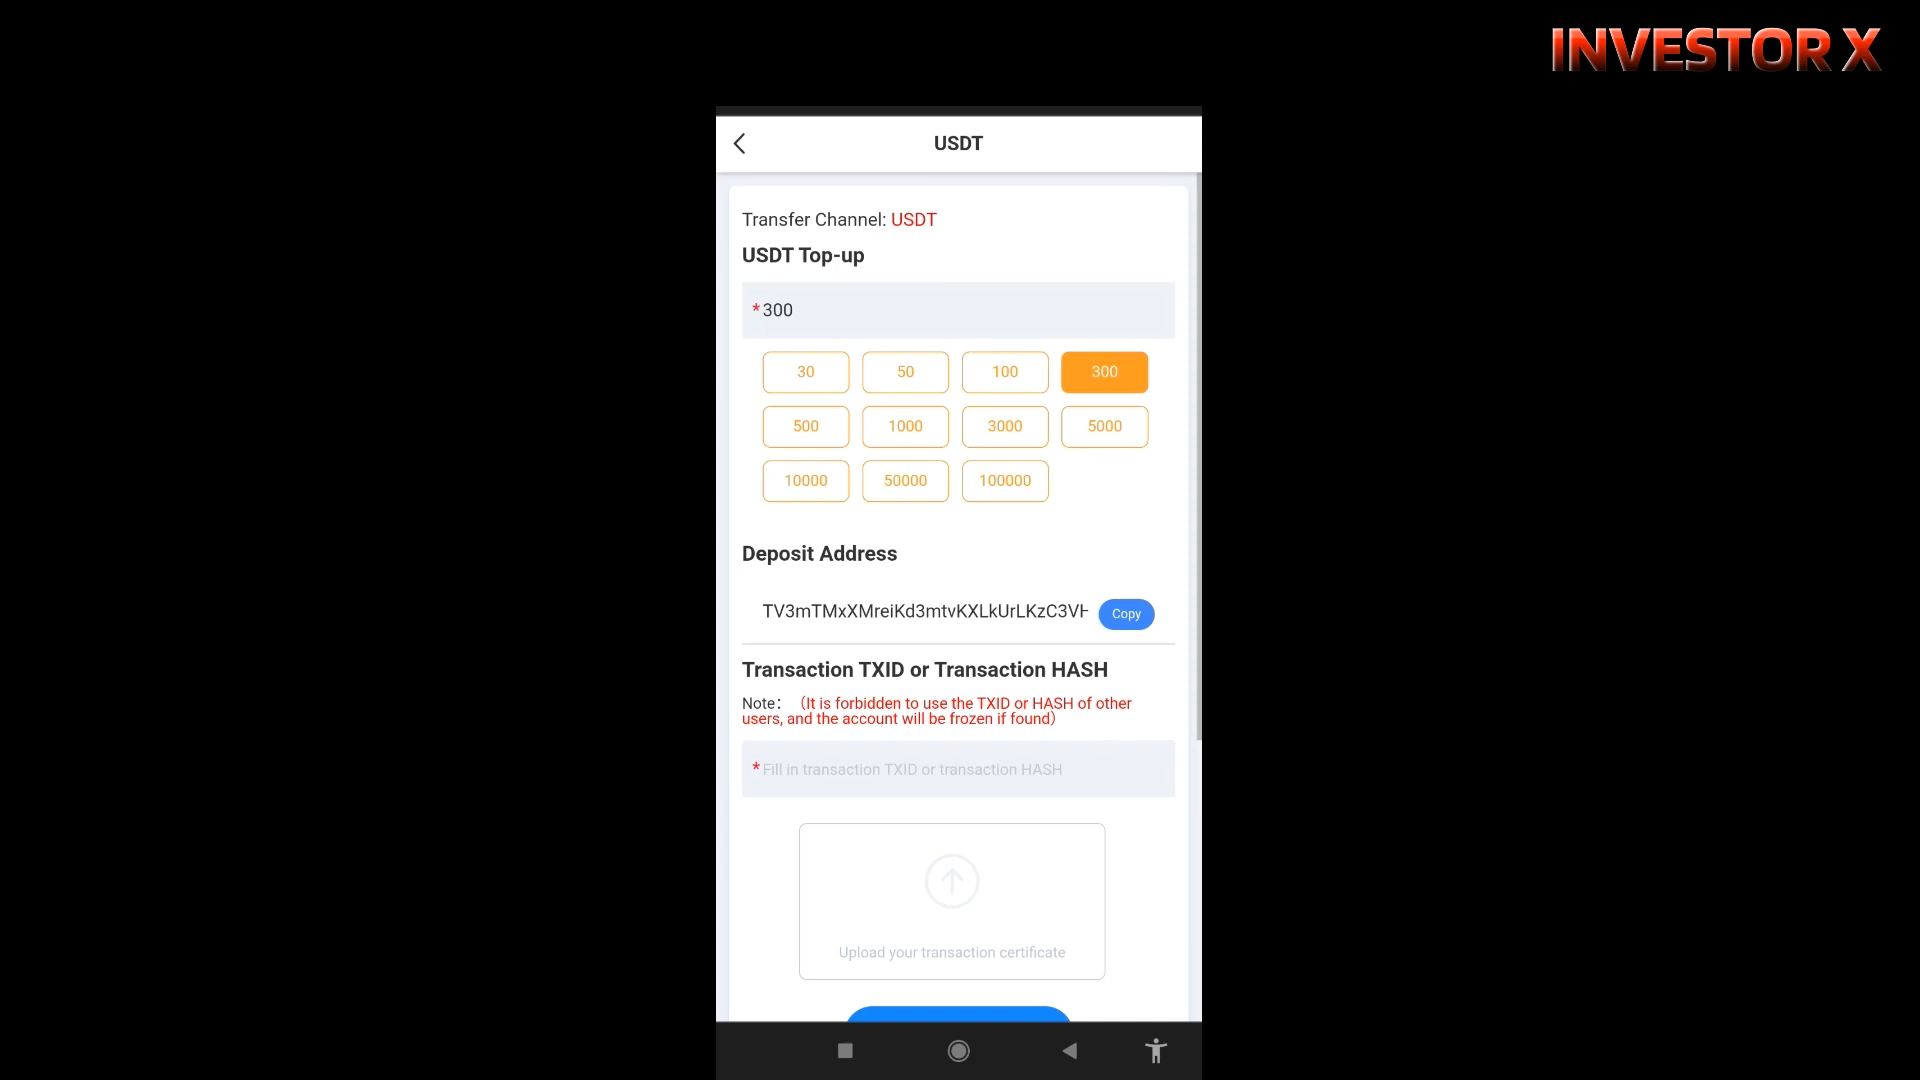 INVESTOR X
USDT
Transfer Channel: USDT
USDT Top-up
*300
30 50 100 300
500 1000 3000 5000
10000 50000 100000
Deposit Address
TV3mTMxXMreiKd3mtvKXLkUrLKzC3V
Copy
Transaction TXID or Transaction HASH
Note： （It is forbidden to use the TXID or HASH of other
users, and the account will be frozen if found）
*Fill in transaction TXID or transaction HASH
Upload your transaction certificate